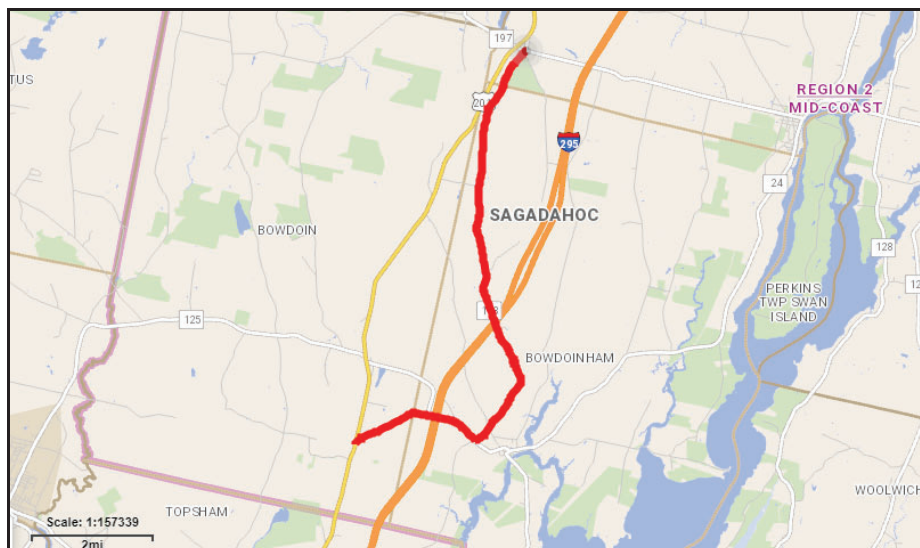 197
TUS
REGION 2
MID-COAST
201
295
24
SAGADAHOC
BOWDOIN
128
PERKINS
TWP SWAN
ISLAND
125
BOWDOINHAM
WOOLWICH
TOPSHAM
Scale: 1:157339
2mi